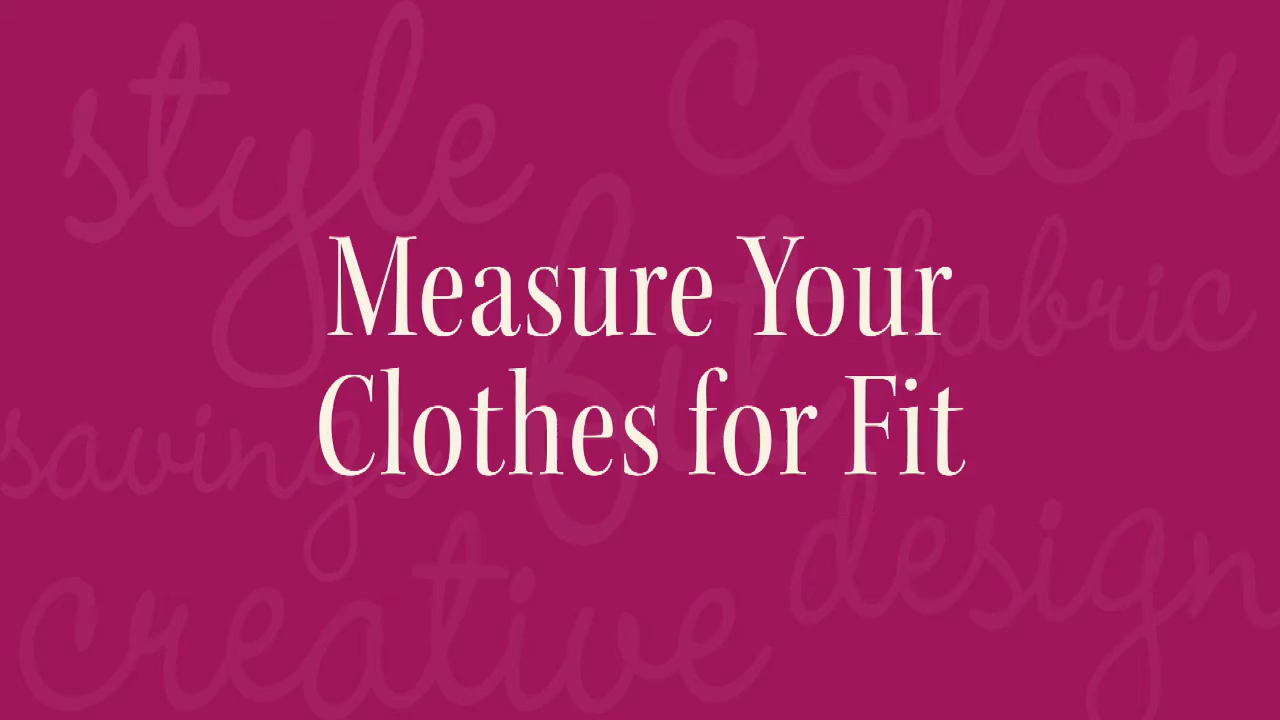 style
color
Measure Your
fabric
fit
Clothes for Fit
savings
design
creative